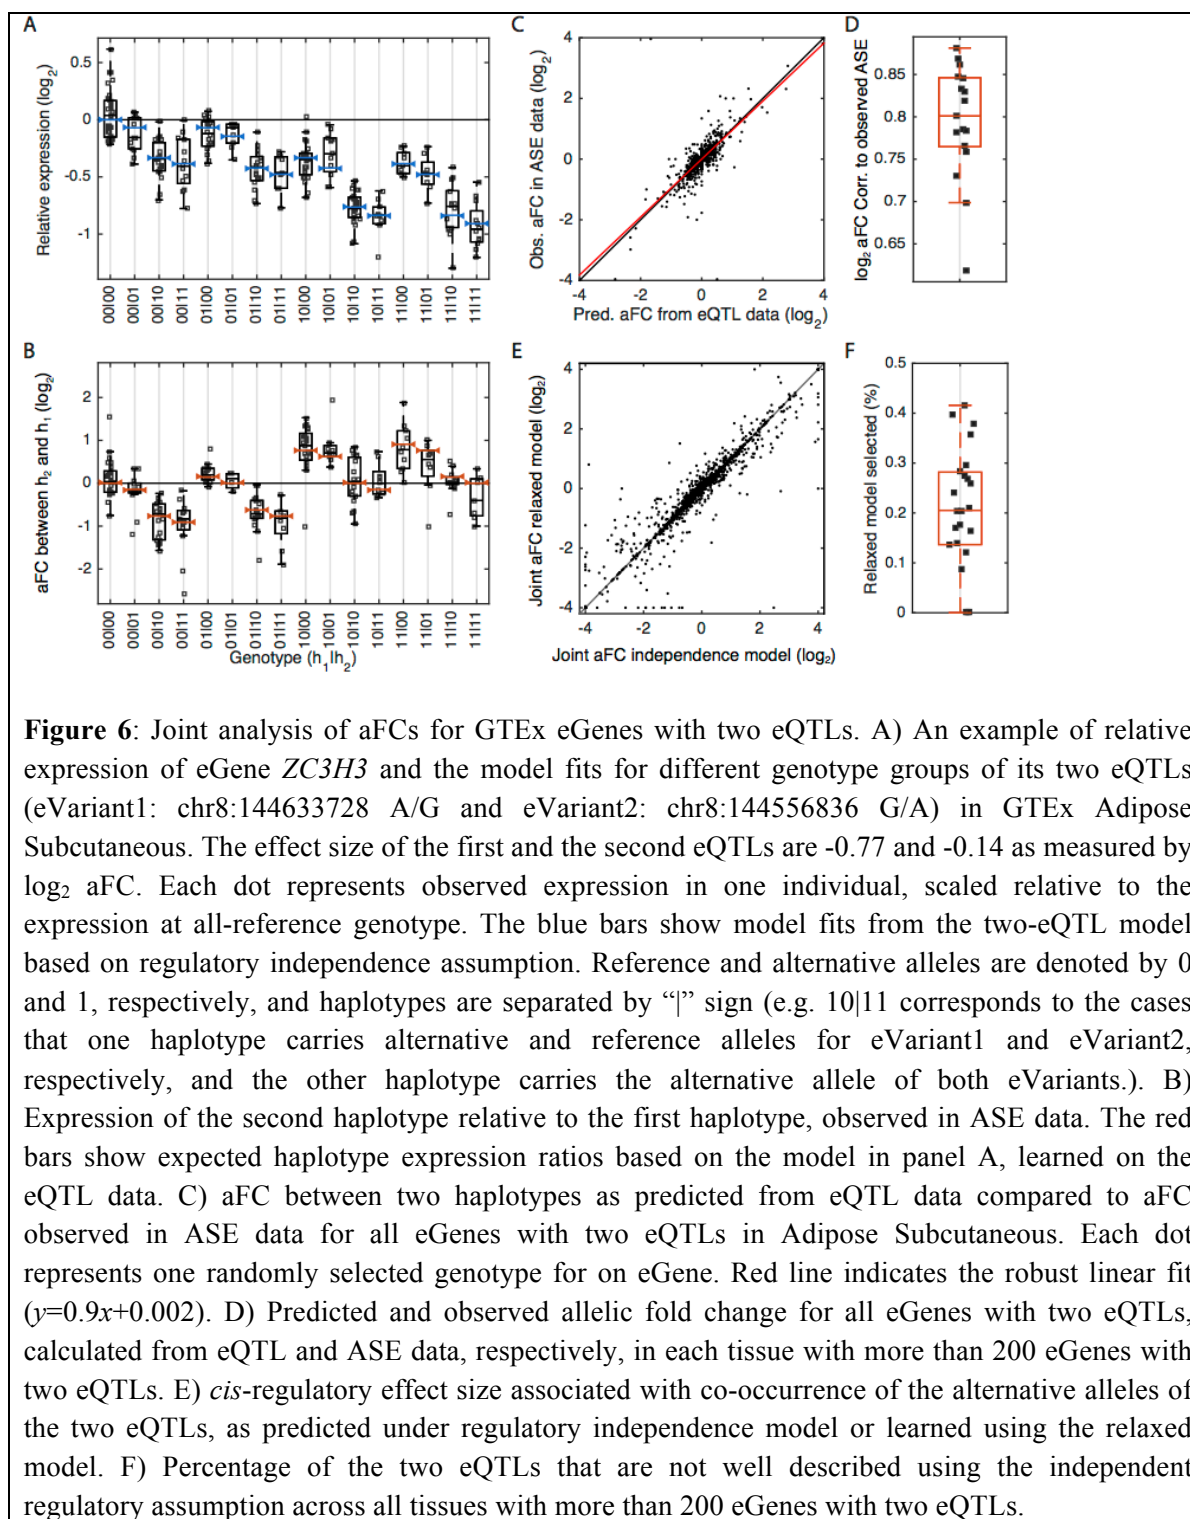 A
Relative expression (log2)
0.5
0
-0.5
-1
00|00
00|01
00|10
00|11
01|00
01|01
01|10
01|11
10|00
10|01
10|10
10|11
11|00
11|01
11|10
11|11
C
Obs. aFC in ASE data (log2)
4
2
0
-2
-4
-4
-2
0
2
4
Pred. aFC from eQTL data (log2)
D
log2 aFC Corr. to observed ASE
0.85
0.8
0.75
0.7
0.65
B
aFC between h2 and h1 (log2)
2
1
0
-1
-2
00|00
00|01
00|10
00|11
01|00
01|01
01|10
01|11
10|00
10|01
10|10
10|11
11|00
11|01
11|10
11|11
Genotype (h1|h2)
E
Joint aFC relaxed model (log2)
4
2
0
-2
-4
-4
-2
0
2
4
Joint aFC independence model (log2)
F
Relaxed model selected (%)
0.5
0.4
0.3
0.2
0.1
0
Figure 6: Joint analysis of aFCs for GTEx eGenes with two eQTLs. A) An example of relative
expression of eGene ZC3H3 and the model fits for different genotype groups of its two eQTLs
(eVariant1: chr8:144633728 A/G and eVariant2: chr8:144556836 G/A) in GTEx Adipose
Subcutaneous. The effect size of the first and the second eQTLs are -0.77 and -0.14 as measured by
log2 aFC. Each dot represents observed expression in one individual, scaled relative to the
expression at all-reference genotype. The blue bars show model fits from the two-eQTL model
based on regulatory independence assumption. Reference and alternative alleles are denoted by 0
and 1, respectively, and haplotypes are separated by “|” sign (e.g. 10|11 corresponds to the cases
that one haplotype carries alternative and reference alleles for eVariant1 and eVariant2,
respectively, and the other haplotype carries the alternative allele of both eVariants.). B)
Expression of the second haplotype relative to the first haplotype, observed in ASE data. The red
bars show expected haplotype expression ratios based on the model in panel A, learned on the
eQTL data. C) aFC between two haplotypes as predicted from eQTL data compared to aFC
observed in ASE data for all eGenes with two eQTLs in Adipose Subcutaneous. Each dot
represents one randomly selected genotype for on eGene. Red line indicates the robust linear fit
(y=0.9x+0.002). D) Predicted and observed allelic fold change for all eGenes with two eQTLs,
calculated from eQTL and ASE data, respectively, in each tissue with more than 200 eGenes with
two eQTLs. E) cis-regulatory effect size associated with co-occurrence of the alternative alleles of
the two eQTLs, as predicted under regulatory independence model or learned using the relaxed
model. F) Percentage of the two eQTLs that are not well described using the independent
regulatory assumption across all tissues with more than 200 eGenes with two eQTLs.